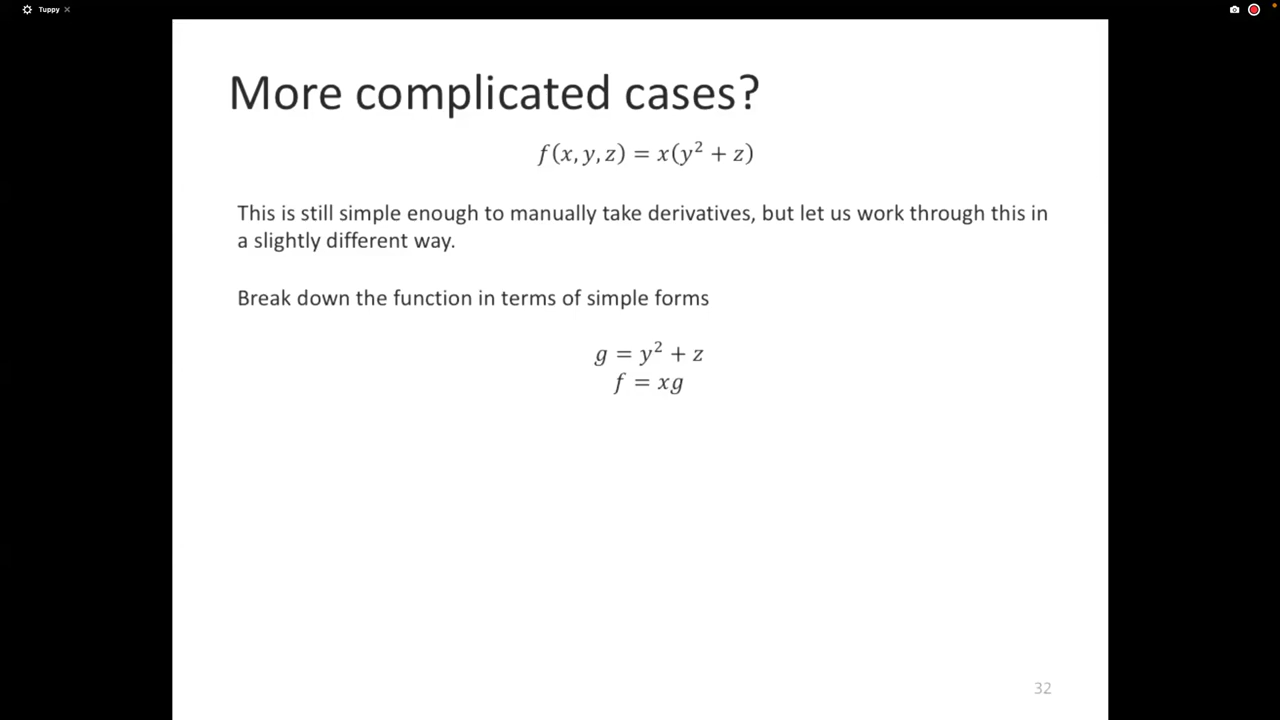 Tuppy
More complicated cases?
f(x, y, z) = x(y² + z)
This is still simple enough to manually take derivatives, but let us work through this in
a slightly different way.
Break down the function in terms of simple forms
g = y² + z
f = xg
32